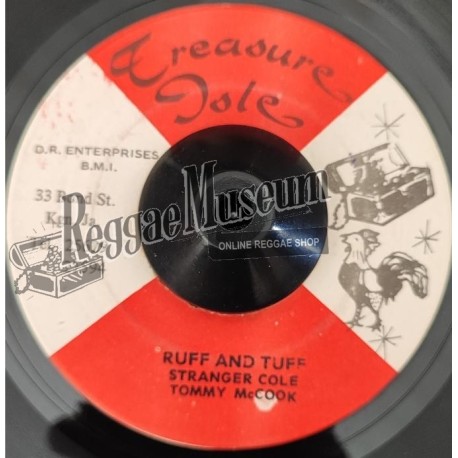 Treasure
Isle
D.R. ENTERPRISES
B.M.I.
33 Bond St.
ReggaeMuseum
ONLINE REGGAE SHOP
RUFF AND TUFF
STRANGER COLE
TOMMY McCOOK